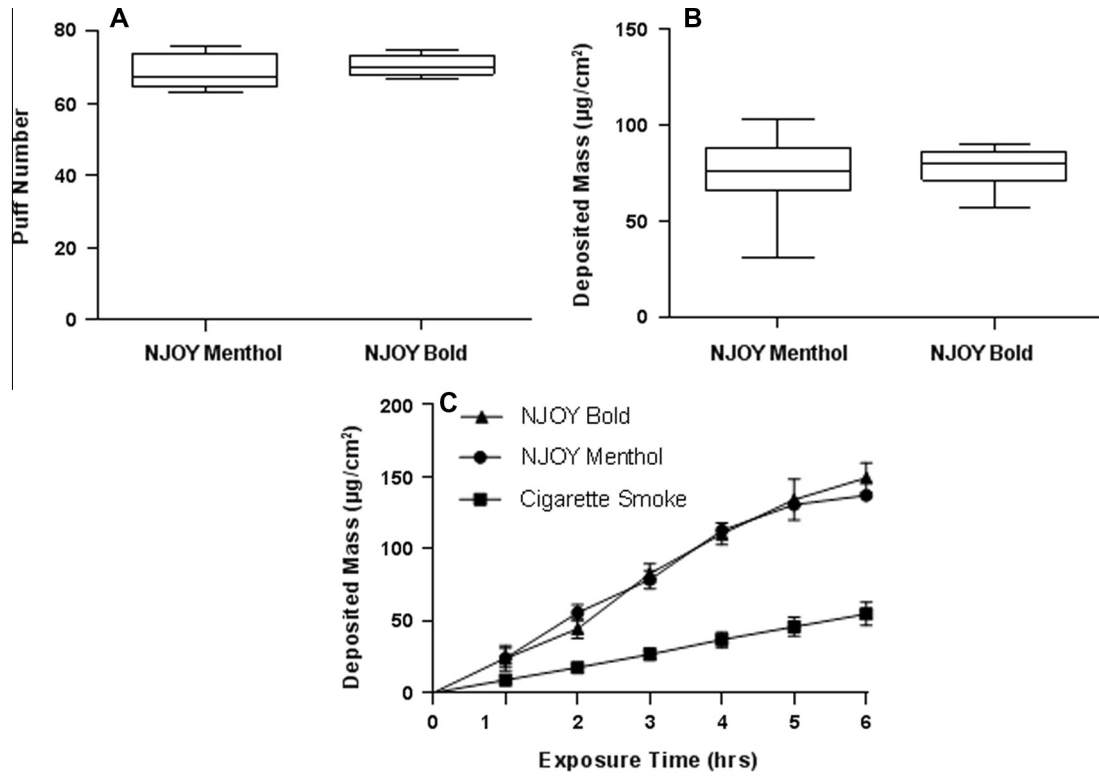 A
Puff Number
80
60
40
20
0
NJOY Menthol
NJOY Bold
B
Deposited Mass (µg/cm²)
150
100
50
0
NJOY Menthol
NJOY Bold
C
NJOY Bold
NJOY Menthol
Cigarette Smoke
Deposited Mass (µg/cm²)
200
150
100
50
0
0 1 2 3 4 5 6
Exposure Time (hrs)